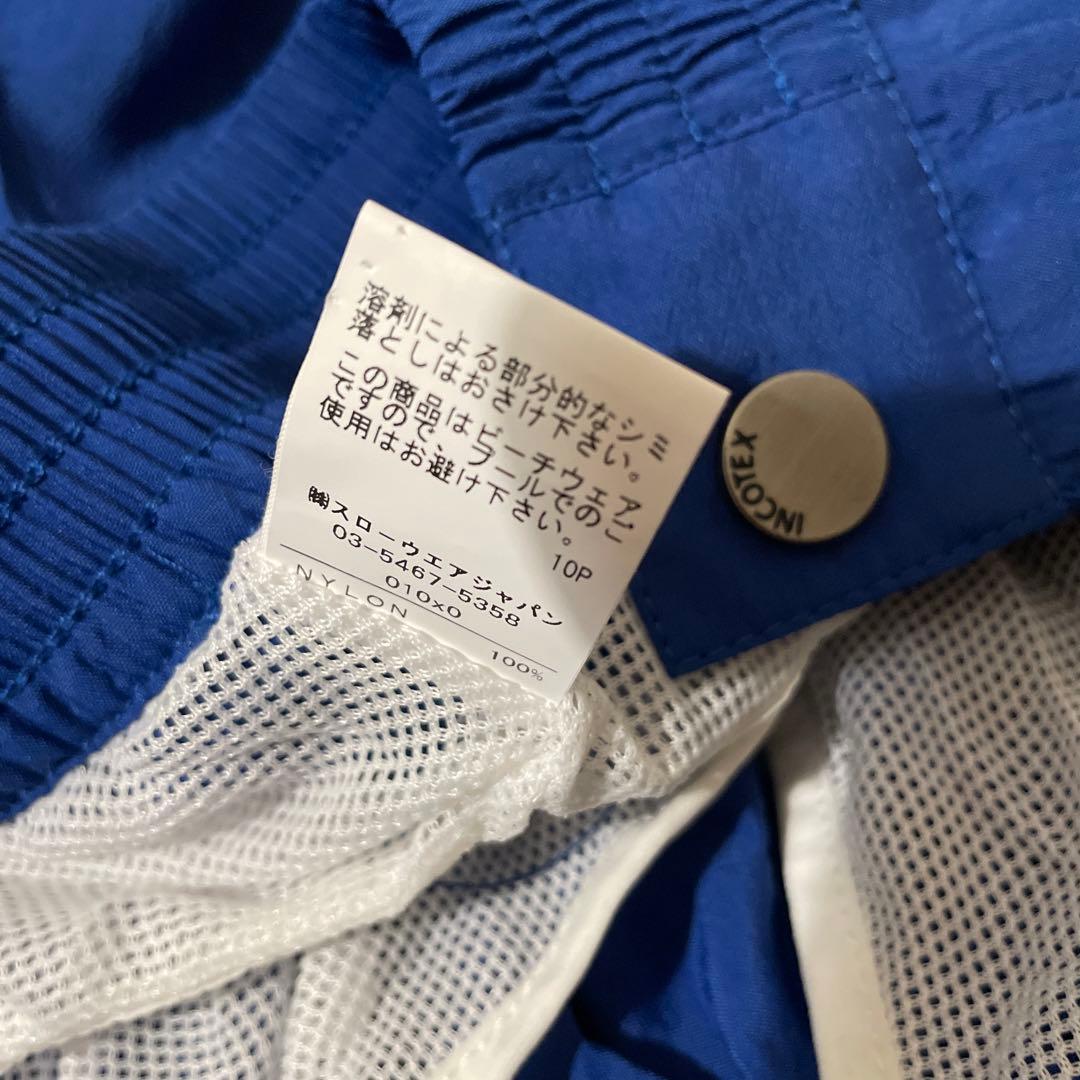 溶剤による部分的なシミ
落としはおさけ下さい。
この商品はビーチウェア
ですので、プールでのご
使用はお避け下さい。
10P
㈱スローウエアジャパン
03-5467-5358
010x0
NYLON 100%
INCOTEX